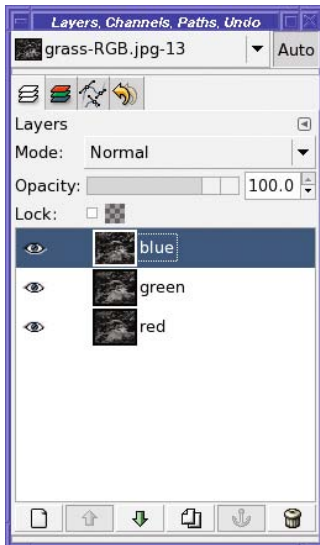 Layers, Channels, Paths, Undo
grass-RGB.jpg-13 Auto
Layers
Mode: Normal
Opacity: 100.0
Lock:
blue
green
red